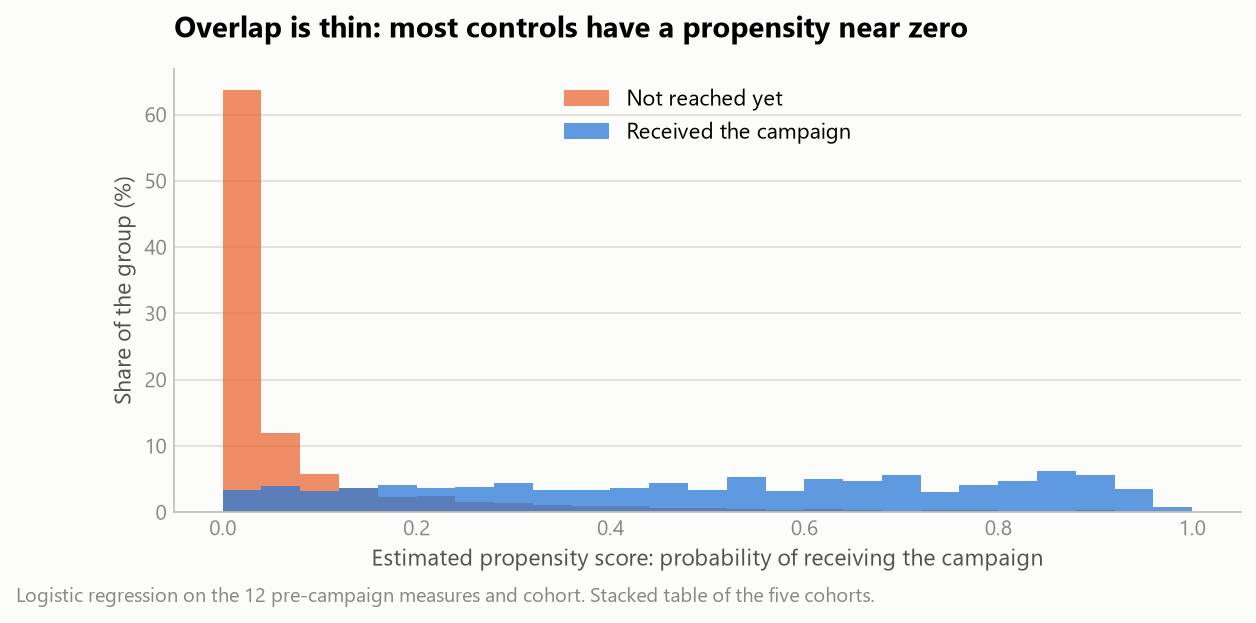 Overlap is thin: most controls have a propensity near zero
Not reached yet
Received the campaign
Share of the group (%)
60
50
40
30
20
10
0
0.0 0.2 0.4 0.6 0.8 1.0
Estimated propensity score: probability of receiving the campaign
Logistic regression on the 12 pre-campaign measures and cohort. Stacked table of the five cohorts.